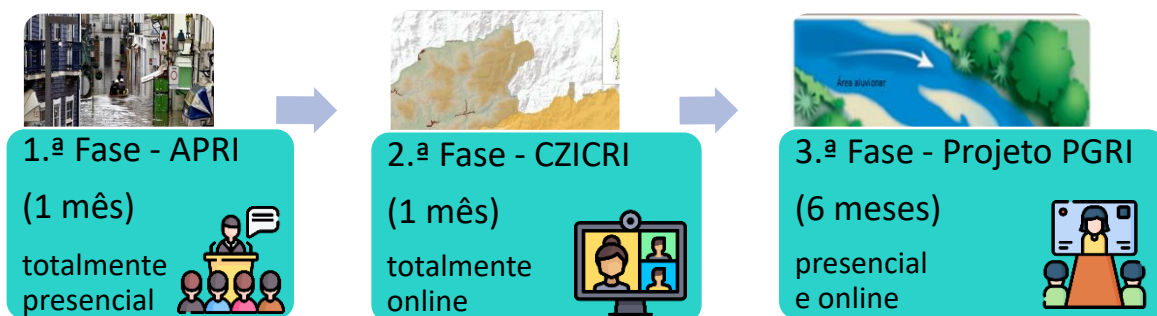 1.ª Fase - APRI
(1 mês)
totalmente
presencial
2.ª Fase - CZICRI
(1 mês)
totalmente
online
Área aluvionar
3.ª Fase - Projeto PGRI
(6 meses)
presencial
e online